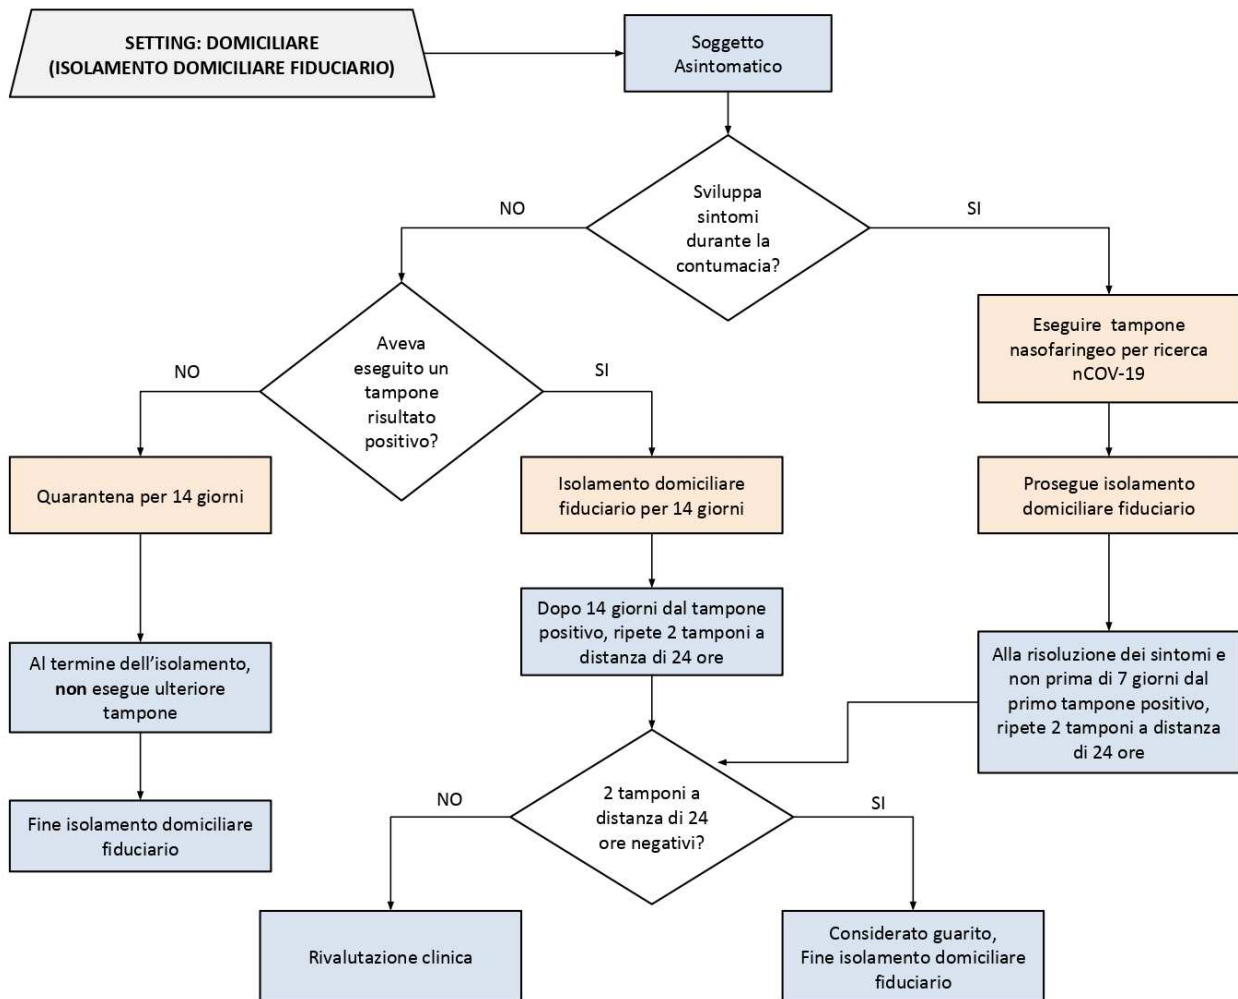 SETTING: DOMICILIARE
(ISOLAMENTO DOMICILIARE FIDUCIARIO)
Soggetto
Asintomatico
Sviluppa
sintomi
durante la
contumacia?
NO
SI
Aveva
eseguito un
tampone
risultato
positivo?
NO
SI
Eseguire tampone
nasofaringeo per ricerca
nCOV-19
Quarantena per 14 giorni
Isolamento domiciliare
fiduciario per 14 giorni
Prosegue isolamento
domiciliare fiduciario
Al termine dell’isolamento,
non esegue ulteriore
tampone
Dopo 14 giorni dal tampone
positivo, ripete 2 tamponi a
distanza di 24 ore
Alla risoluzione dei sintomi e
non prima di 7 giorni dal
primo tampone positivo,
ripete 2 tamponi a distanza
di 24 ore
Fine isolamento domiciliare
fiduciario
2 tamponi a
distanza di 24
ore negativi?
NO
SI
Rivalutazione clinica
Considerato guarito,
Fine isolamento domiciliare
fiduciario